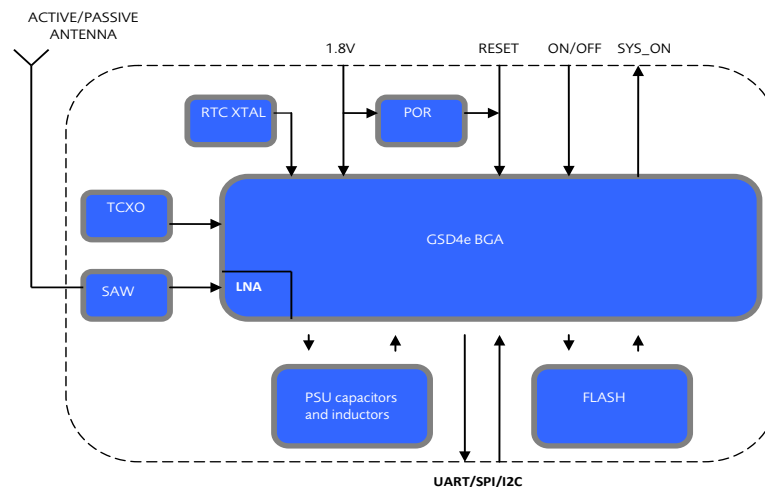 ACTIVE/PASSIVE
ANTENNA
1.8V
RESET
ON/OFF
SYS_ON
RTC XTAL
POR
TCXO
GSD4e BGA
SAW
LNA
PSU capacitors
and inductors
FLASH
UART/SPI/I2C